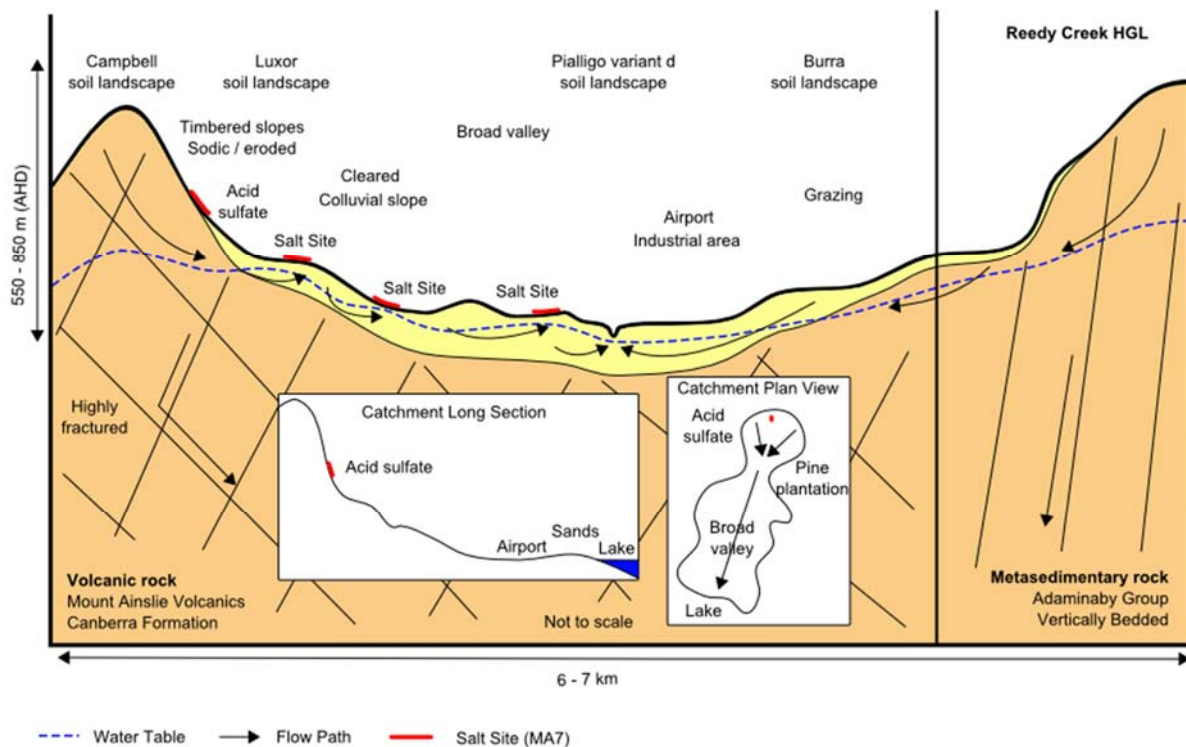 Reedy Creek HGL
Campbell
soil landscape
Luxor
soil landscape
Pialligo variant d
soil landscape
Burra
soil landscape
550 - 850 m (AHD)
Timbered slopes
Sodic / eroded
Broad valley
Acid
sulfate
Cleared
Colluvial slope
Grazing
Airport
Industrial area
Salt Site
Salt Site
Salt Site
Highly
fractured
Catchment Long Section
Acid sulfate
Airport
Sands
Lake
Catchment Plan View
Acid
sulfate
Pine
plantation
Broad
valley
Lake
Volcanic rock
Mount Ainslie Volcanics
Canberra Formation
Not to scale
Metasedimentary rock
Adaminaby Group
Vertically Bedded
6 - 7 km
Water Table
Flow Path
Salt Site (MA7)